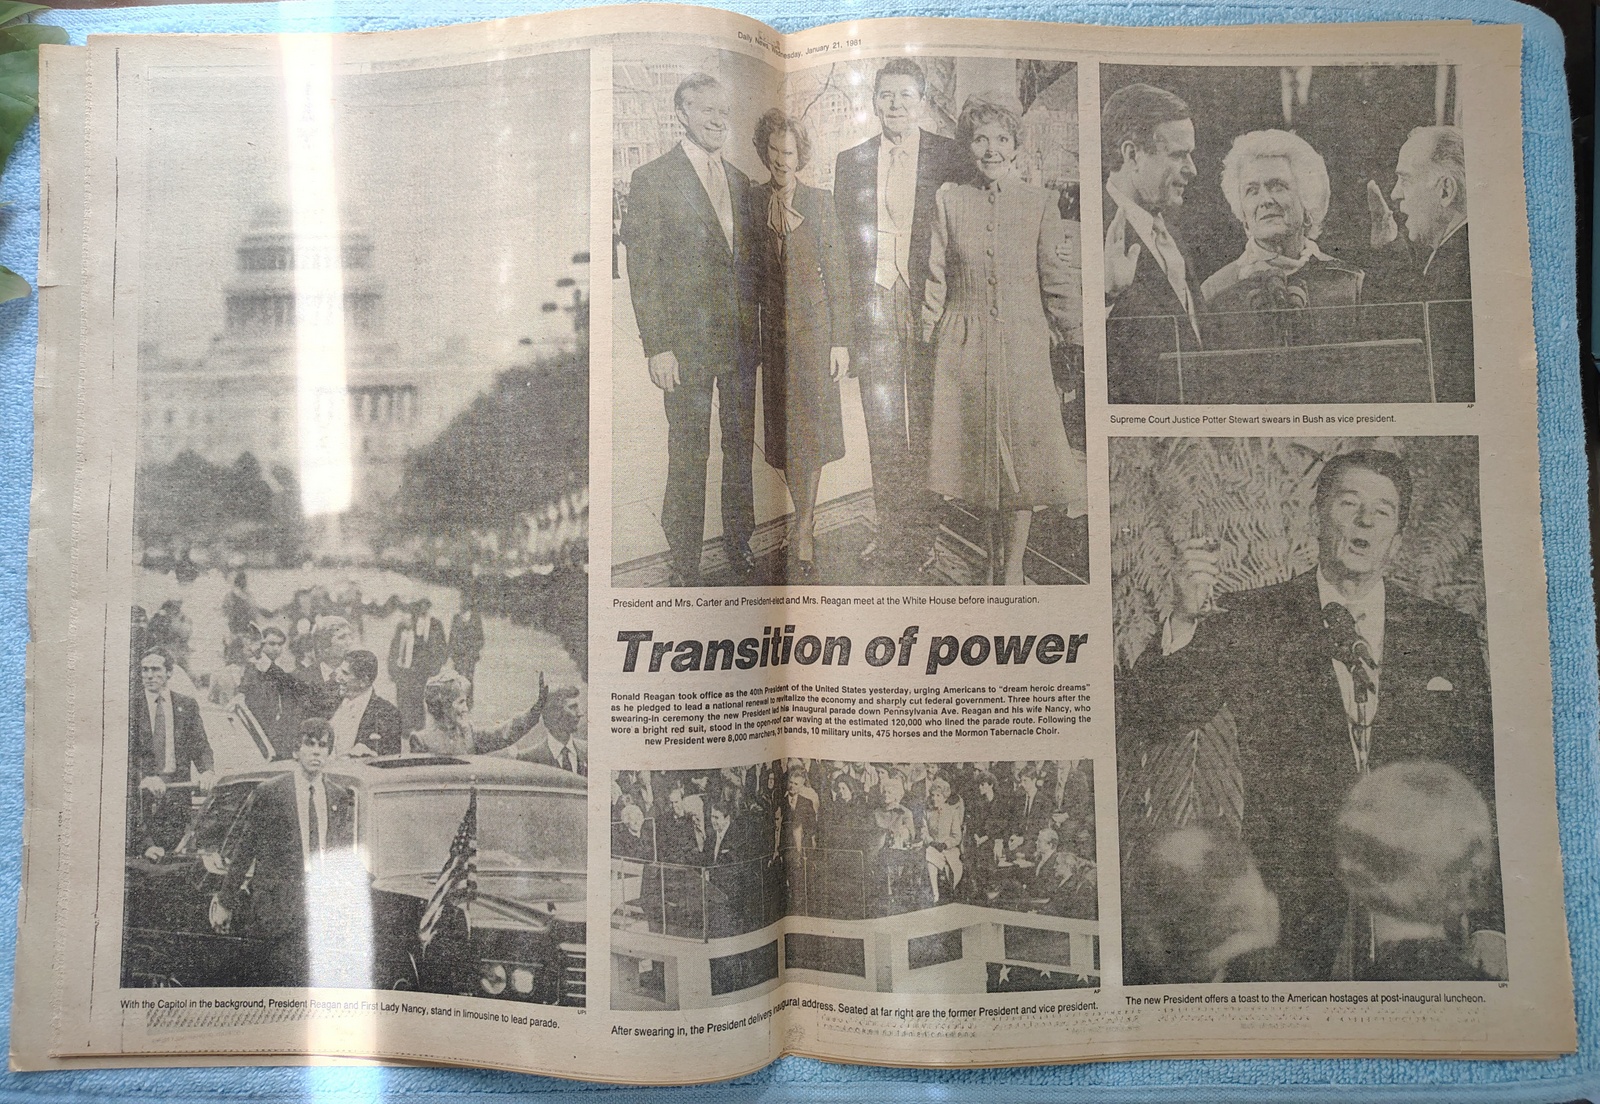 Daily News, Wednesday, January 21, 1981
With the Capitol in the background, President Reagan and First Lady Nancy, stand in limousine to lead parade.
UPI
President and Mrs. Carter and President-elect and Mrs. Reagan meet at the White House before inauguration.
Transition of power
Ronald Reagan took office as the 40th President of the United States yesterday, urging Americans to "dream heroic dreams"
as he pledged to lead a national renewal to revitalize the economy and sharply cut federal government. Three hours after the
swearing-in ceremony the new President led his inaugural parade down Pennsylvania Ave. Reagan and his wife Nancy, who
wore a bright red suit, stood in the open-roof car waving at the estimated 120,000 who lined the parade route. Following the
new President were 8,000 marchers, 31 bands, 10 military units, 475 horses and the Mormon Tabernacle Choir.
AP
After swearing in, the President delivers inaugural address. Seated at far right are the former President and vice president.
AP
Supreme Court Justice Potter Stewart swears in Bush as vice president.
UPI
The new President offers a toast to the American hostages at post-inaugural luncheon.